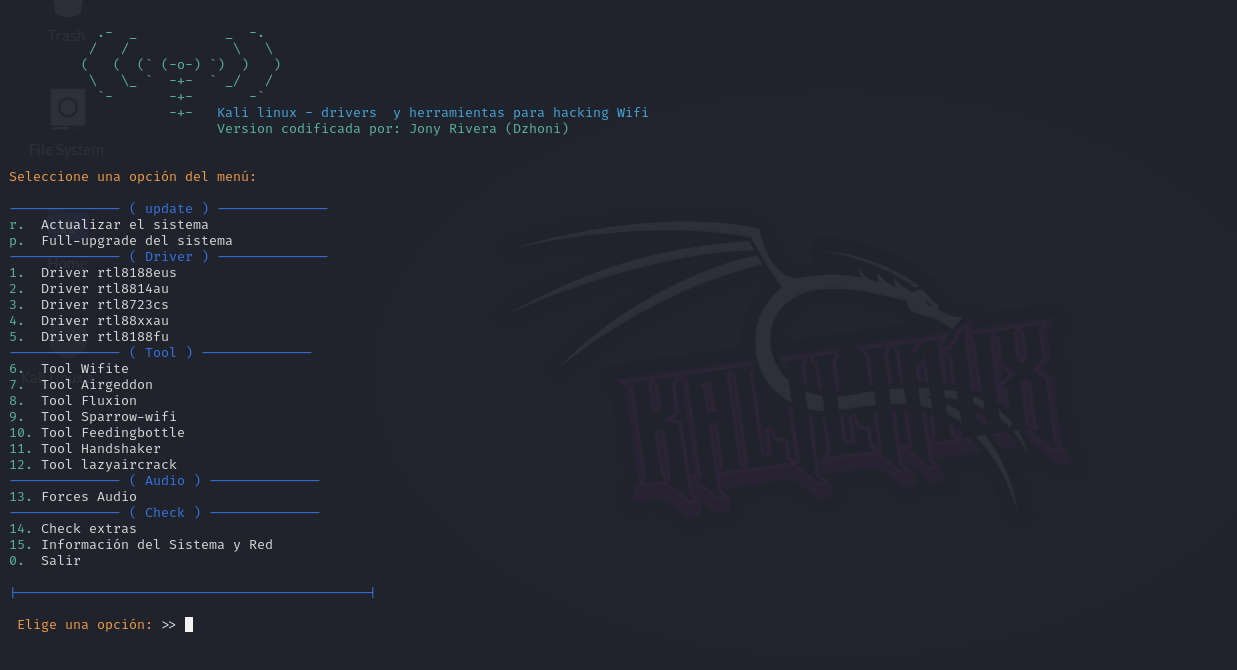 Trash
File System
Kali linux - drivers  y herramientas para hacking Wifi
Version codificada por: Jony Rivera (Dzhoni)
Seleccione una opción del menú:
( update )
r.  Actualizar el sistema
p.  Full-upgrade del sistema
( Driver )
Home
1.  Driver rtl8188eus
2.  Driver rtl8814au
3.  Driver rtl8723cs
4.  Driver rtl88xxau
5.  Driver rtl8188fu
( Tool )
6.  Tool Wifite
7.  Tool Airgeddon
8.  Tool Fluxion
9.  Tool Sparrow-wifi
10. Tool Feedingbottle
11. Tool Handshaker
12. Tool lazyaircrack
( Audio )
13. Forces Audio
( Check )
14. Check extras
15. Información del Sistema y Red
0.  Salir
Elige una opción: >>
KALI LINUX